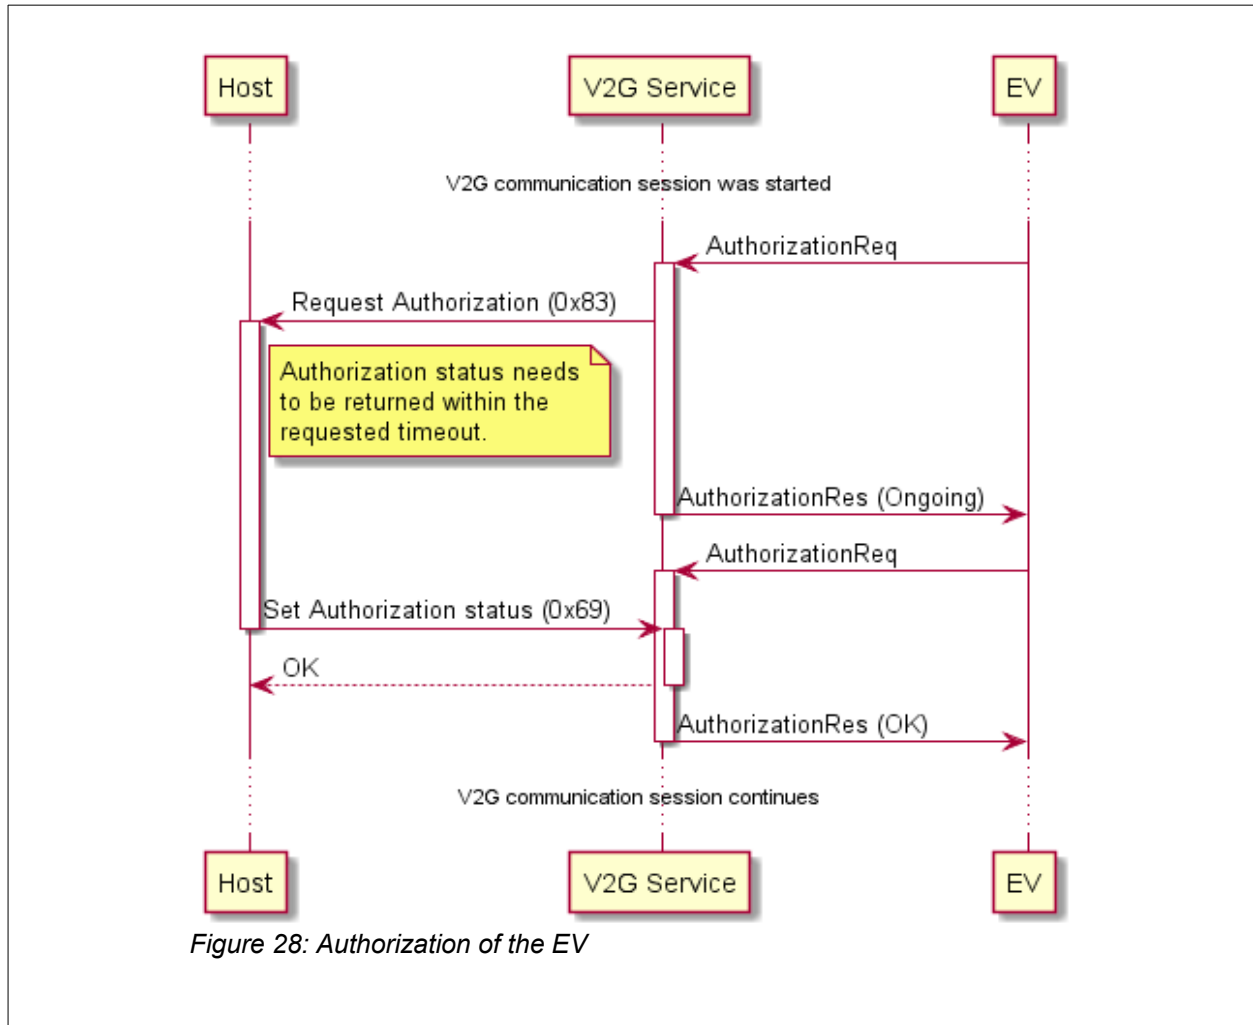 Host
V2G Service
EV
V2G communication session was started
AuthorizationReq
Request Authorization (0x83)
Authorization status needs
to be returned within the
requested timeout.
AuthorizationRes (Ongoing)
AuthorizationReq
Set Authorization status (0x69)
OK
AuthorizationRes (OK)
V2G communication session continues
Host
V2G Service
EV
Figure 28: Authorization of the EV